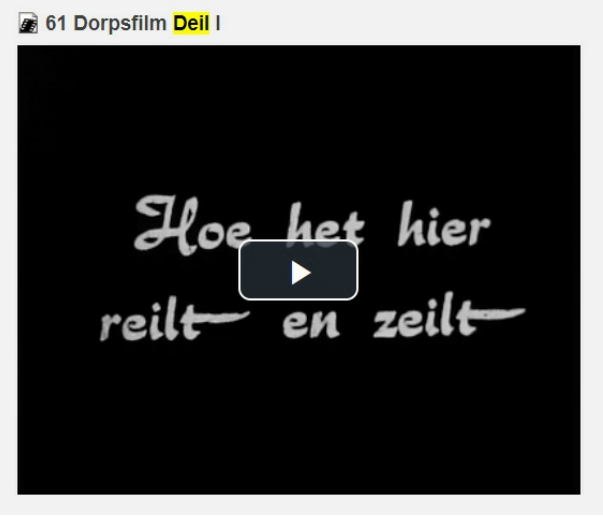 61 Dorpsfilm Deil I
Hoe het hier
reilt en zeilt